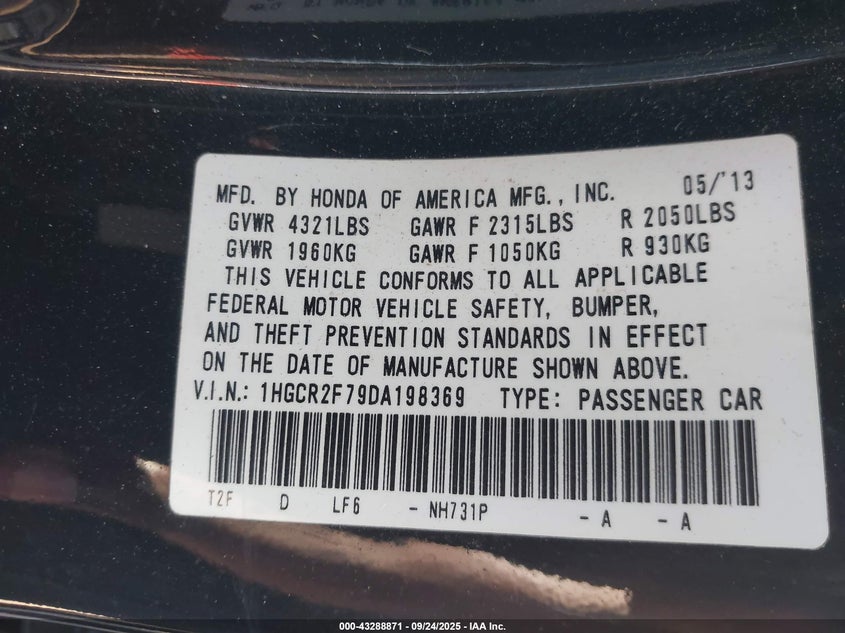 MFD. BY HONDA OF AMERICA MFG., INC. 05/'13
GVWR 4321LBS GAWR F 2315LBS R 2050LBS
GVWR 1960KG GAWR F 1050KG R 930KG
THIS VEHICLE CONFORMS TO ALL APPLICABLE
FEDERAL MOTOR VEHICLE SAFETY, BUMPER,
AND THEFT PREVENTION STANDARDS IN EFFECT
ON THE DATE OF MANUFACTURE SHOWN ABOVE.
V.I.N.: 1HGCR2F79DA198369 TYPE: PASSENGER CAR
T2F D LF6 - NH731P - A - A
000-43288871 - 09/24/2025 - IAA Inc.